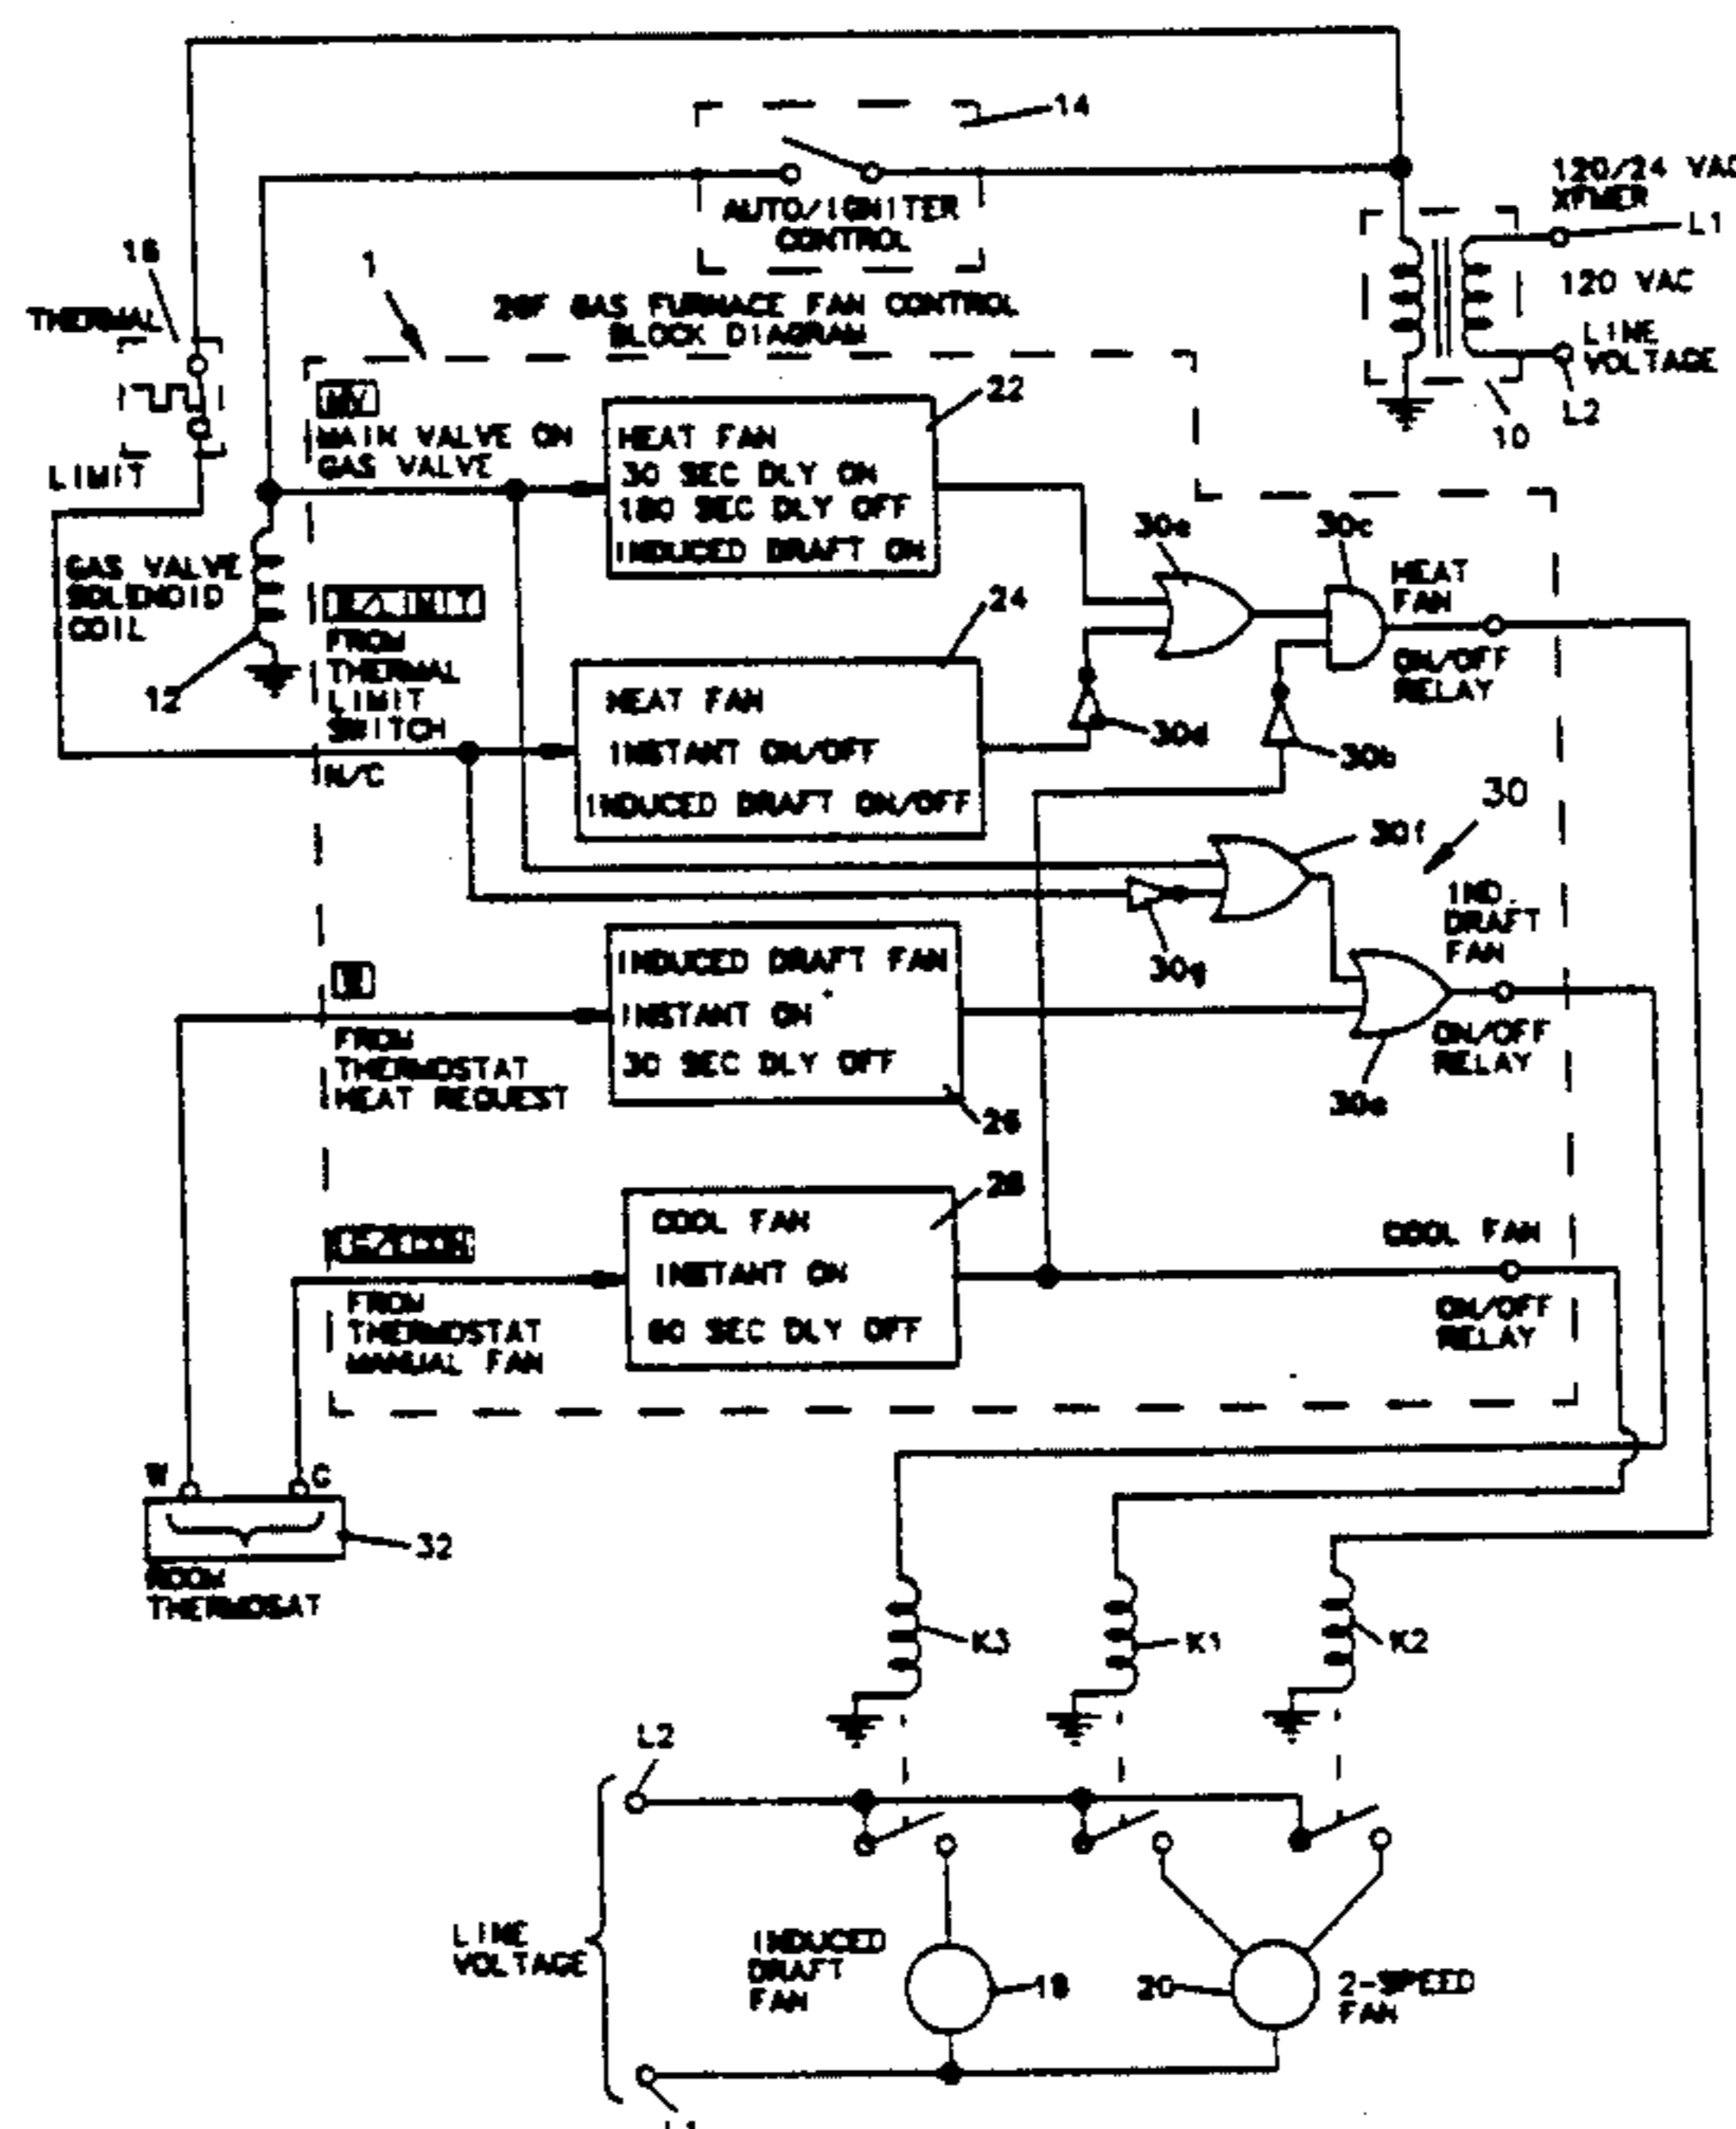 14
120/24 VAC
XFMER
L1
120 VAC
LINE
VOLTAGE
L2
10
AUTO/IGNITER
CONTROL
1
16
THERMAL
LIMIT
GAS FURNACE FAN CONTROL
BLOCK DIAGRAM
MV
MAIN VALVE ON
GAS VALVE
HEAT FAN
30 SEC DLY ON
180 SEC DLY OFF
INDUCED DRAFT ON
22
GAS VALVE
SOLENOID
COIL
12
FROM
THERMAL
LIMIT
SWITCH
N/C
HEAT FAN
INSTANT ON/OFF
INDUCED DRAFT ON/OFF
24
30c
HEAT
FAN
ON/OFF
RELAY
30d
30b
30
30f
30g
IND.
DRAFT
FAN
ON/OFF
RELAY
30e
W
FROM
THERMOSTAT
HEAT REQUEST
INDUCED DRAFT FAN
INSTANT ON
30 SEC DLY OFF
26
FROM
THERMOSTAT
MANUAL FAN
COOL FAN
INSTANT ON
60 SEC DLY OFF
28
COOL FAN
ON/OFF
RELAY
W G
32
ROOM
THERMOSAT
K3
K1
K2
L2
LINE
VOLTAGE
INDUCED
DRAFT
FAN
18
20
2-SPEED
FAN
L1